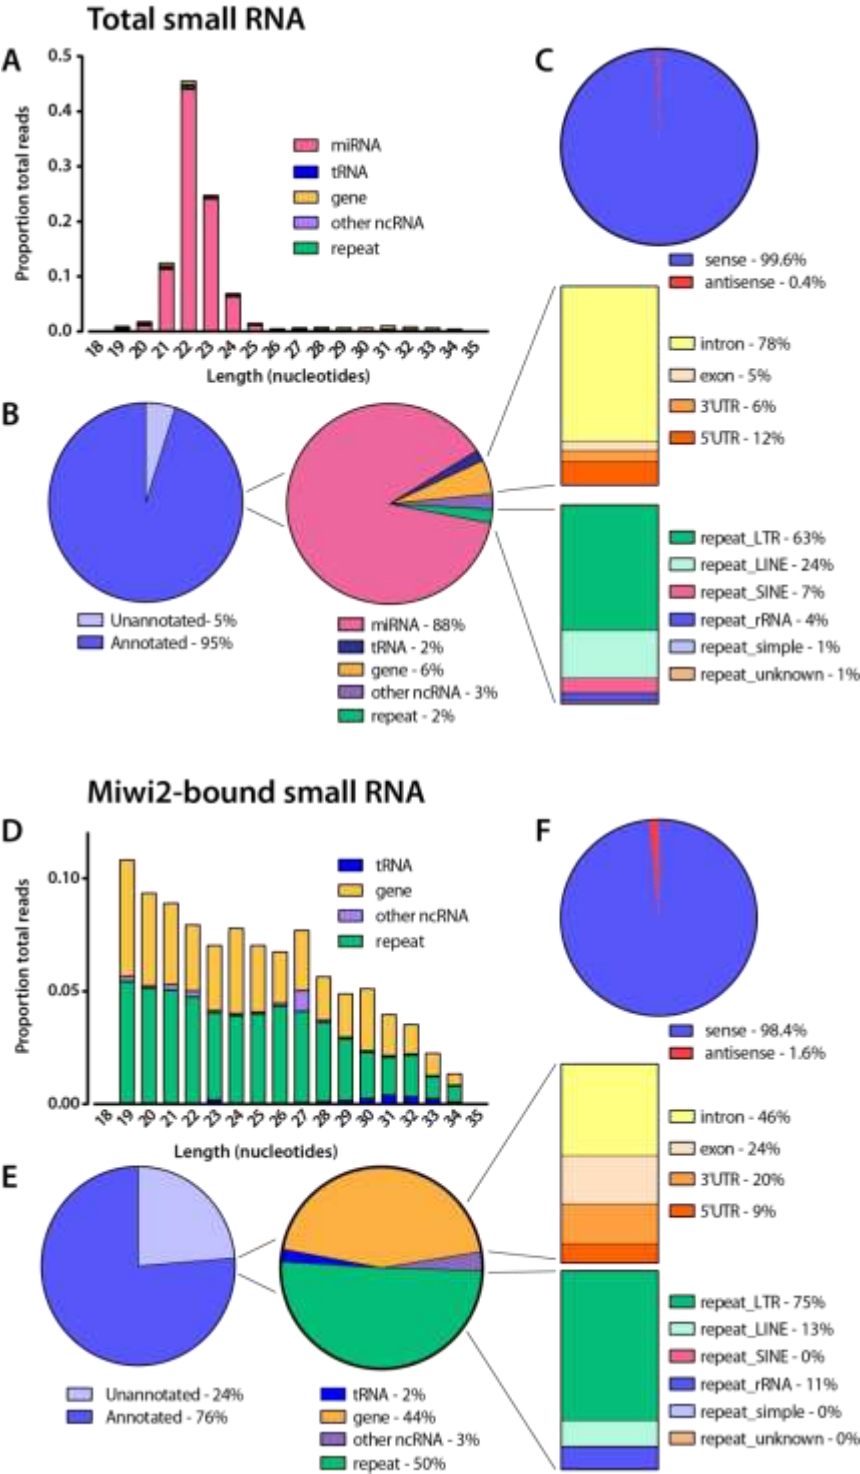 Total small RNA
A
0.5
0.4
0.3
0.2
0.1
0.0
Proportion total reads
miRNA
tRNA
gene
other ncRNA
repeat
18 19 20 21 22 23 24 25 26 27 28 29 30 31 32 33 34 35
Length (nucleotides)
C
sense - 99.6%
antisense - 0.4%
intron - 78%
exon - 5%
3'UTR - 6%
5'UTR - 12%
B
Unannotated- 5%
Annotated - 95%
miRNA - 88%
tRNA - 2%
gene - 6%
other ncRNA - 3%
repeat - 2%
repeat_LTR - 63%
repeat_LINE - 24%
repeat_SINE - 7%
repeat_rRNA - 4%
repeat_simple - 1%
repeat_unknown - 1%
Miwi2-bound small RNA
D
0.10
0.05
0.00
Proportion total reads
tRNA
gene
other ncRNA
repeat
18 19 20 21 22 23 24 25 26 27 28 29 30 31 32 33 34 35
Length (nucleotides)
F
sense - 98.4%
antisense - 1.6%
intron - 46%
exon - 24%
3'UTR - 20%
5'UTR - 9%
E
Unannotated - 24%
Annotated - 76%
tRNA - 2%
gene - 44%
other ncRNA - 3%
repeat - 50%
repeat_LTR - 75%
repeat_LINE - 13%
repeat_SINE - 0%
repeat_rRNA - 11%
repeat_simple - 0%
repeat_unknown - 0%